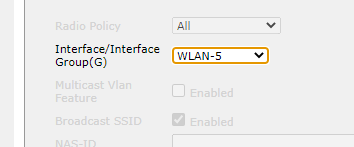 Radio Policy All
Interface/Interface
Group(G) WLAN-5
Multicast Vlan
Feature Enabled
Broadcast SSID Enabled
NAS-ID